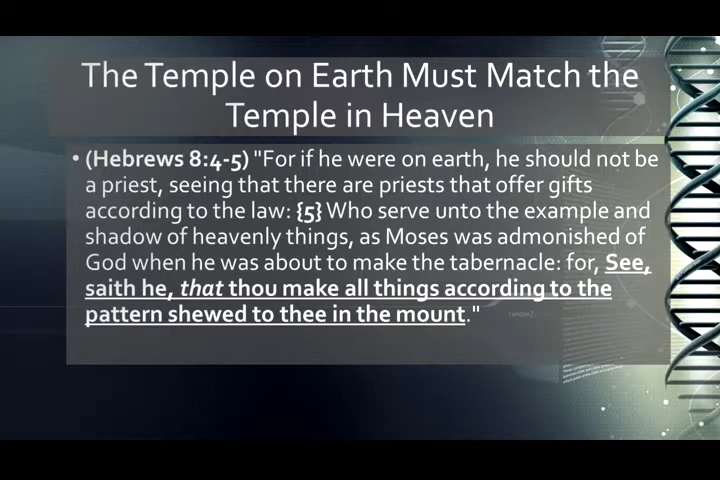 The Temple on Earth Must Match the
Temple in Heaven
• (Hebrews 8:4-5) "For if he were on earth, he should not be
a priest, seeing that there are priests that offer gifts
according to the law: {5} Who serve unto the example and
shadow of heavenly things, as Moses was admonished of
God when he was about to make the tabernacle: for, See,
saith he, that thou make all things according to the
pattern shewed to thee in the mount."